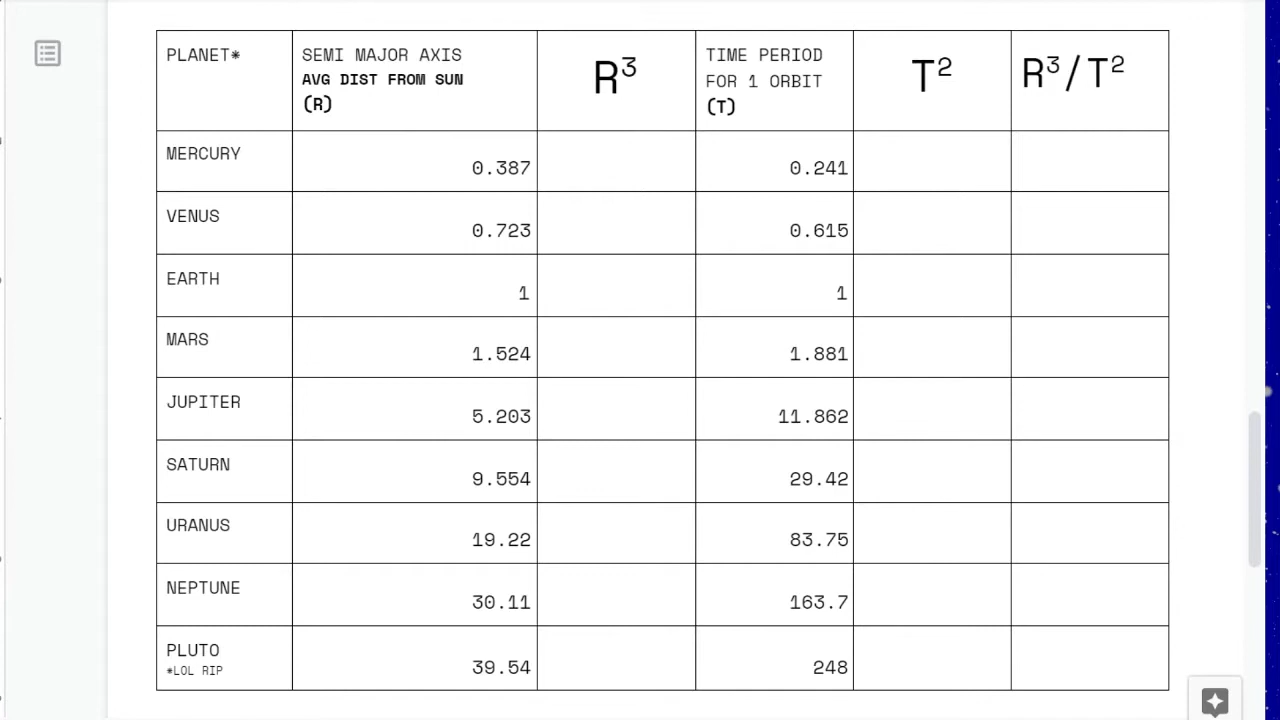 PLANET*
SEMI MAJOR AXIS
AVG DIST FROM SUN
(R)
R³
TIME PERIOD
FOR 1 ORBIT
(T)
T²
R³/T²
MERCURY 0.387 0.241
VENUS 0.723 0.615
EARTH 1 1
MARS 1.524 1.881
JUPITER 5.203 11.862
SATURN 9.554 29.42
URANUS 19.22 83.75
NEPTUNE 30.11 163.7
PLUTO 39.54 248
*LOL RIP